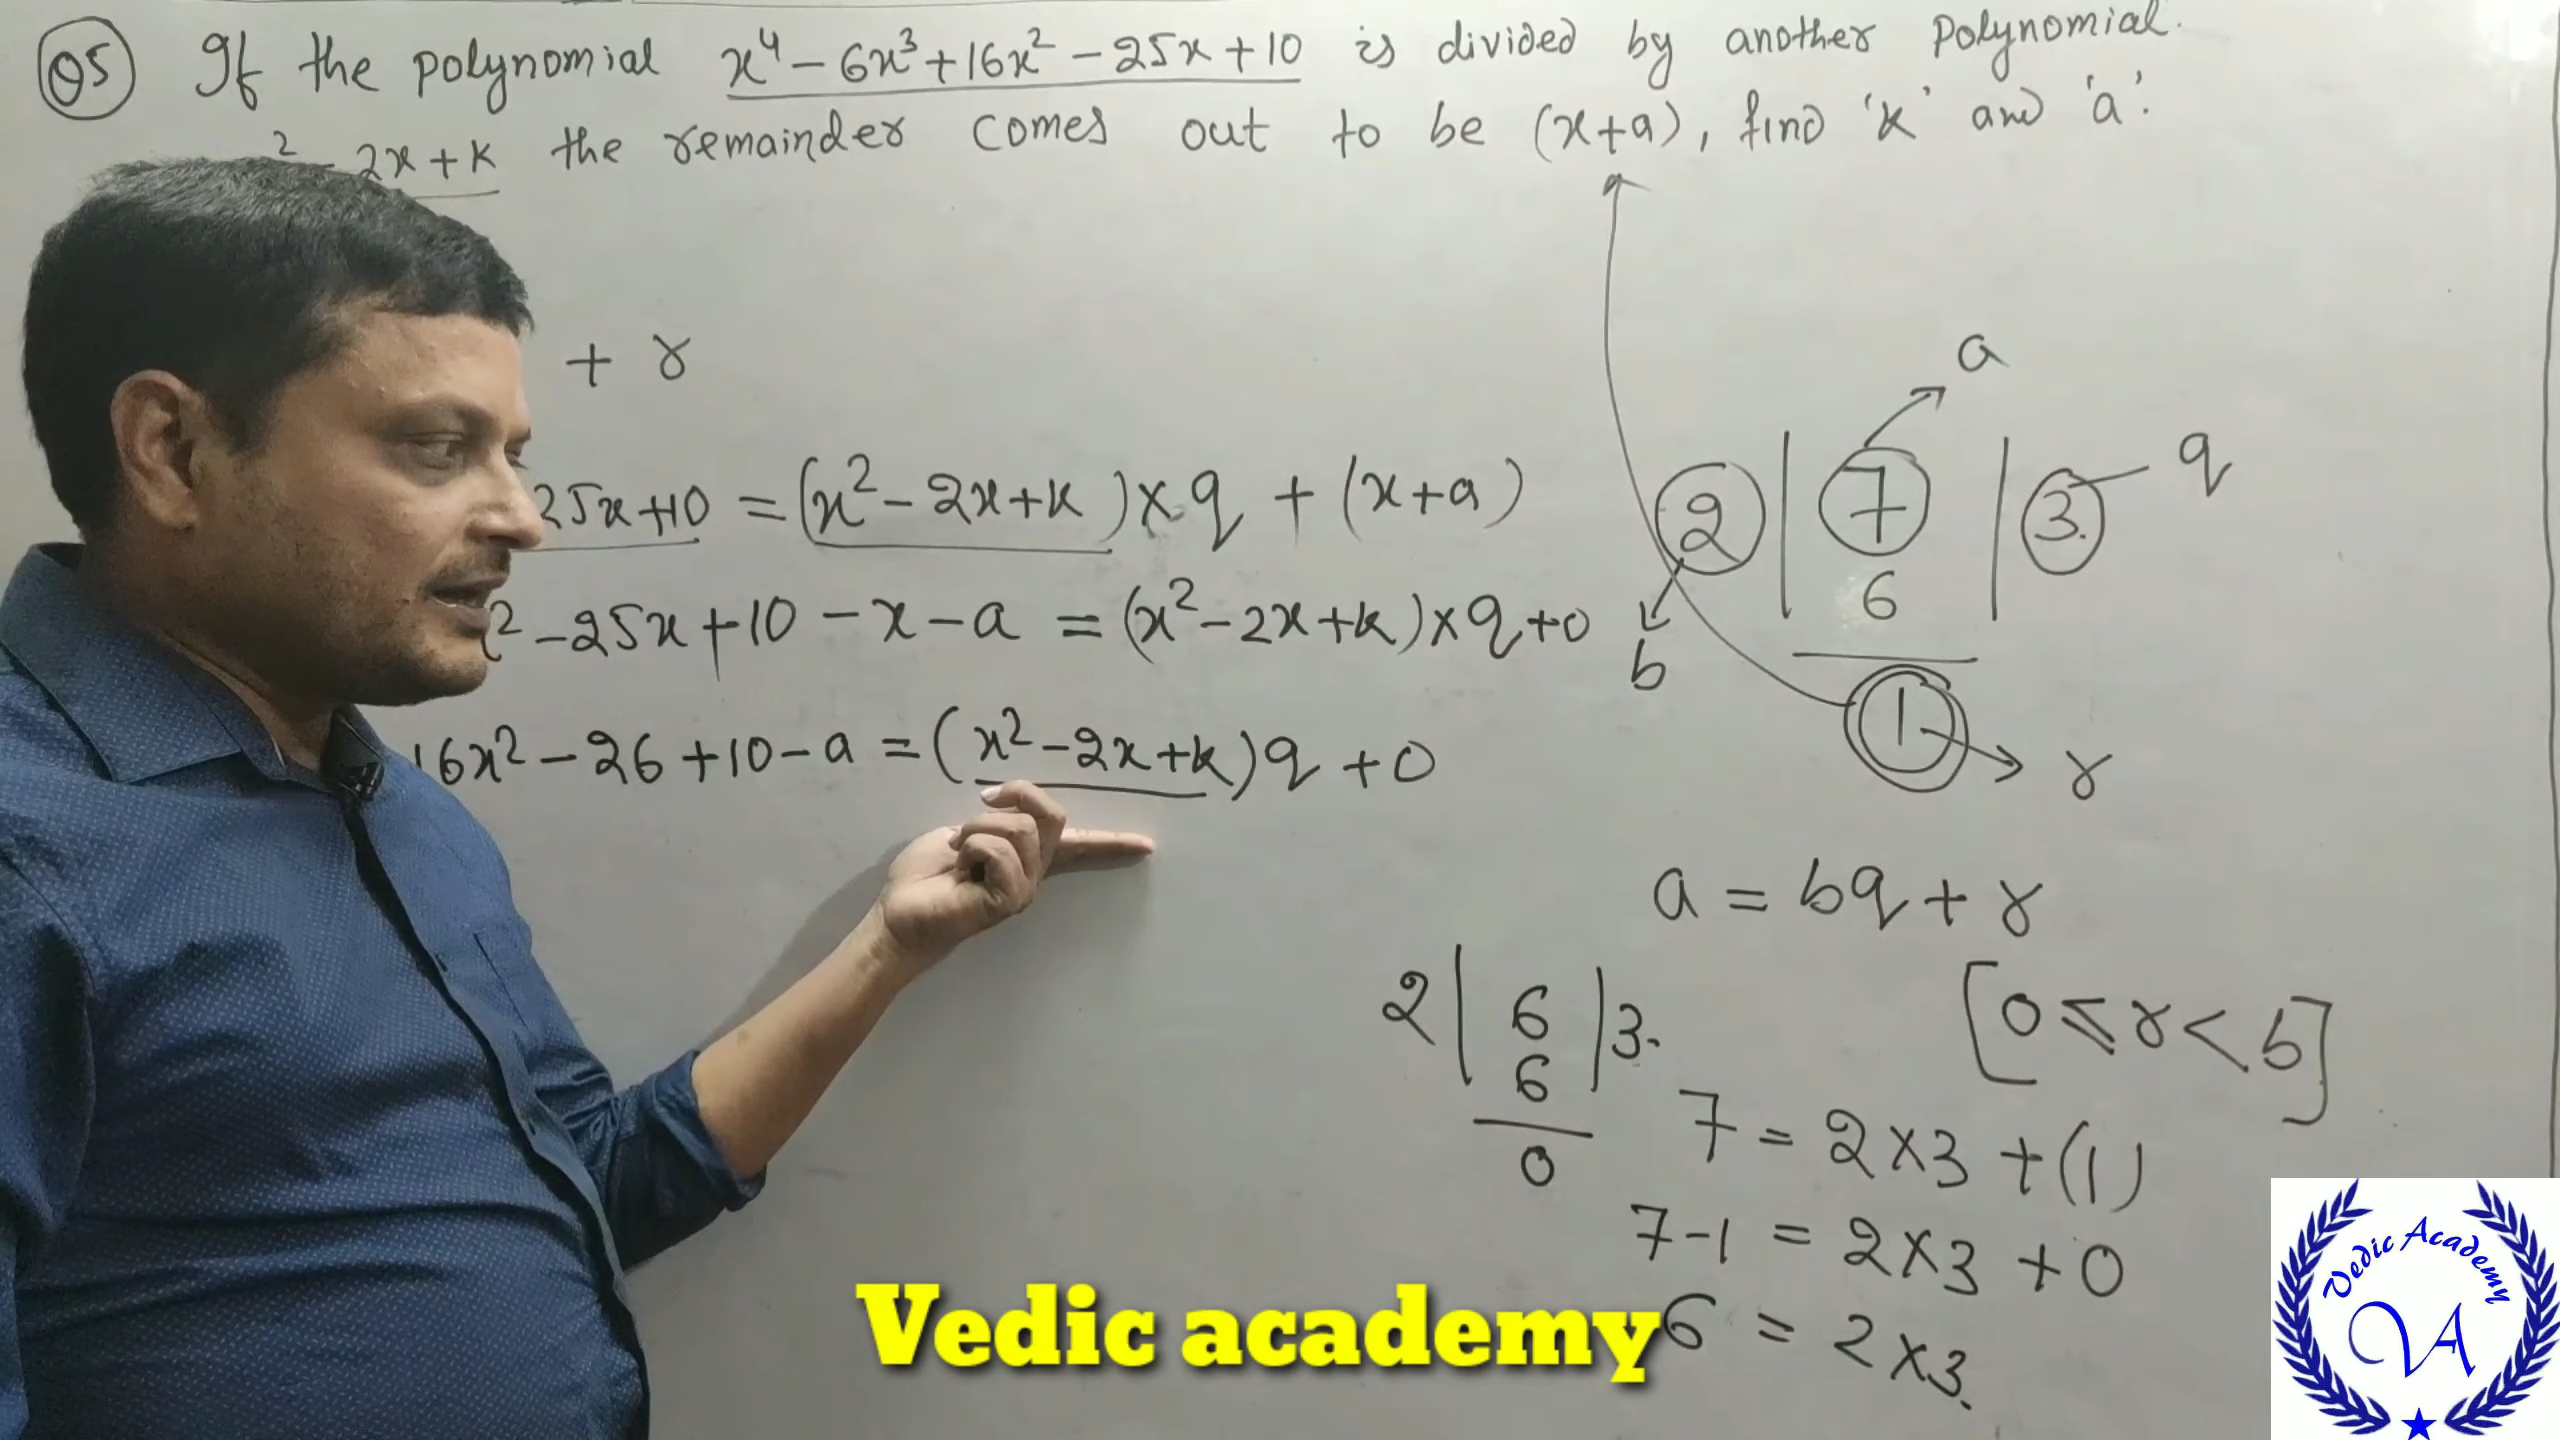 Q5 If the polynomial x⁴ - 6x³ + 16x² - 25x + 10 is divided by another polynomial.
² - 2x + k the remainder comes out to be (x+a), find 'k' and 'a'.
+ r
25x+10 = (x² - 2x + k) × q + (x+a)
² - 25x + 10 - x - a = (x² - 2x + k) × q + 0
16x² - 26 + 10 - a = (x² - 2x + k) q + 0
a
2 | 7 | 3. q
6
b
1 r
a = bq + r
[0 ≤ r < b]
2 | 6 | 3.
6
0
7 = 2×3 + (1)
7-1 = 2×3 + 0
6 = 2×3.
Vedic academy
Vedic Academy
VA